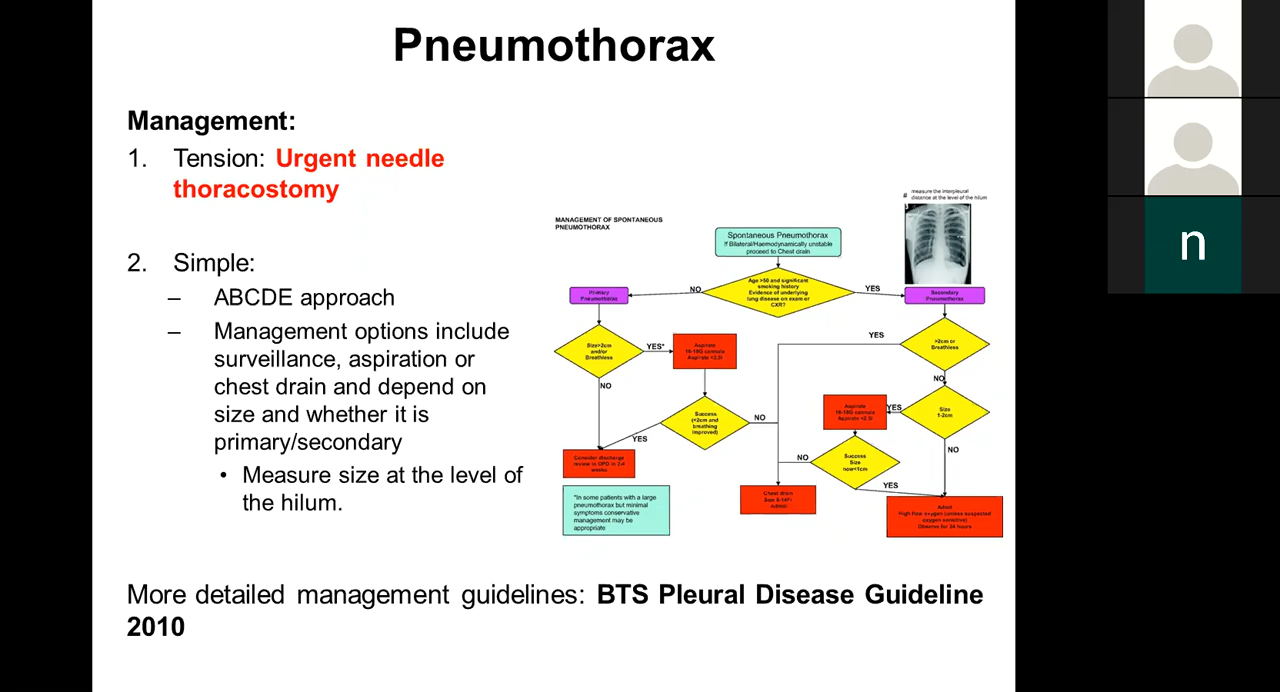 Pneumothorax
Management:
1. Tension: Urgent needle
thoracostomy
2. Simple:
– ABCDE approach
– Management options include
surveillance, aspiration or
chest drain and depend on
size and whether it is
primary/secondary
• Measure size at the level of
the hilum.
MANAGEMENT OF SPONTANEOUS
PNEUMOTHORAX
# measure the interpleural
distance at the level of the hilum
Spontaneous Pneumothorax
If Bilateral/Haemodynamically unstable
proceed to Chest drain
Age >50 and significant
smoking history
Evidence of underlying
lung disease on exam or
CXR?
NO
YES
Primary
Pneumothorax
Secondary
Pneumothorax
Size>2cm
and/or
Breathless
YES*
Aspirate
16-18G cannula
Aspirate <2.5l
NO
Success
(<2cm and
breathing
improved)
NO
YES
Consider discharge
review in OPD in 2-4
weeks
*In some patients with a large
pneumothorax but minimal
symptoms conservative
management may be
appropriate
YES
>2cm or
Breathless
NO
Aspirate
16-18G cannula
Aspirate <2.5l
YES
Size
1-2cm
NO
Success
Size
now<1cm
NO
YES
Chest drain
Size 8-14Fr
Admit
Admit
High flow oxygen (unless suspected
oxygen sensitive)
Observe for 24 hours
More detailed management guidelines: BTS Pleural Disease Guideline
2010
n